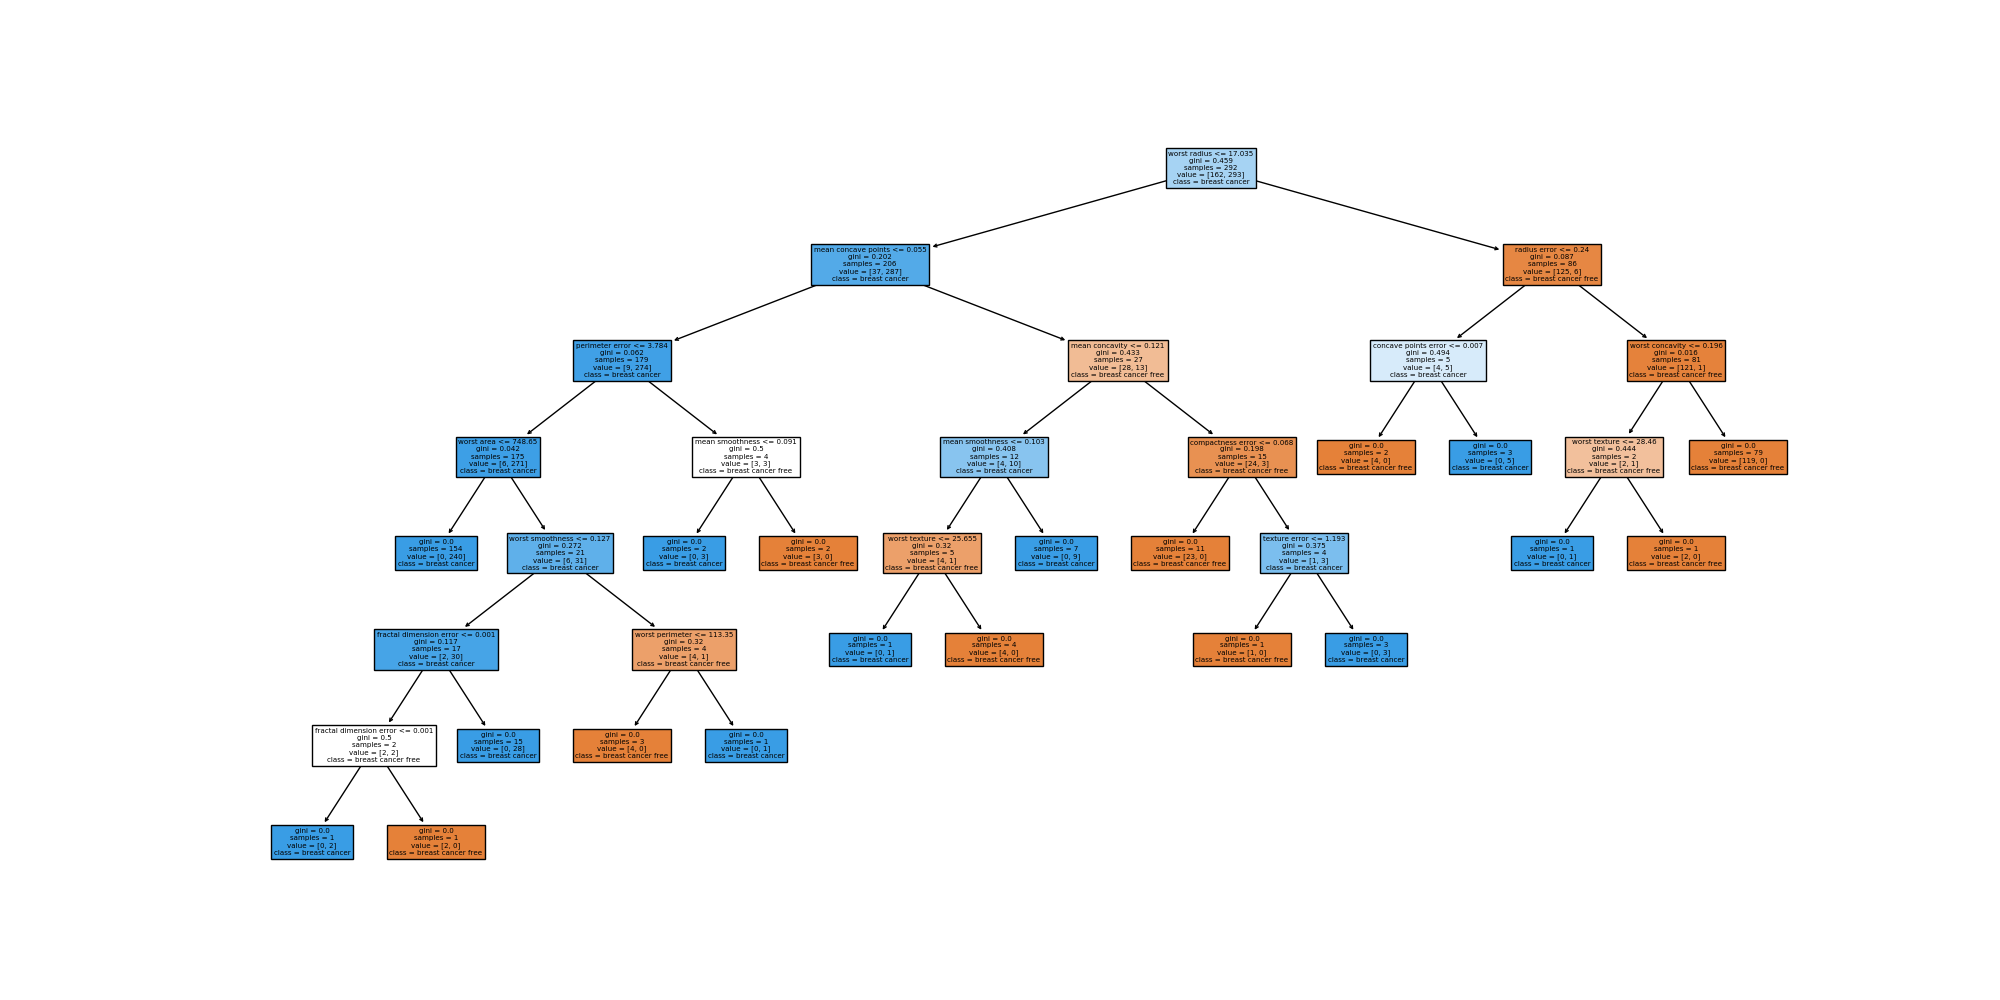 worst radius <= 17.035
gini = 0.459
samples = 292
value = [162, 293]
class = breast cancer
mean concave points <= 0.055
gini = 0.202
samples = 206
value = [37, 287]
class = breast cancer
radius error <= 0.24
gini = 0.087
samples = 86
value = [125, 6]
class = breast cancer free
perimeter error <= 3.784
gini = 0.062
samples = 179
value = [9, 274]
class = breast cancer
mean concavity <= 0.121
gini = 0.433
samples = 27
value = [28, 13]
class = breast cancer free
concave points error <= 0.007
gini = 0.494
samples = 5
value = [4, 5]
class = breast cancer
worst concavity <= 0.196
gini = 0.016
samples = 81
value = [121, 1]
class = breast cancer free
worst area <= 748.65
gini = 0.042
samples = 175
value = [6, 271]
class = breast cancer
mean smoothness <= 0.091
gini = 0.5
samples = 4
value = [3, 3]
class = breast cancer free
mean smoothness <= 0.103
gini = 0.408
samples = 12
value = [4, 10]
class = breast cancer
compactness error <= 0.068
gini = 0.198
samples = 15
value = [24, 3]
class = breast cancer free
gini = 0.0
samples = 2
value = [4, 0]
class = breast cancer free
gini = 0.0
samples = 3
value = [0, 5]
class = breast cancer
worst texture <= 28.46
gini = 0.444
samples = 2
value = [2, 1]
class = breast cancer free
gini = 0.0
samples = 79
value = [119, 0]
class = breast cancer free
gini = 0.0
samples = 154
value = [0, 240]
class = breast cancer
worst smoothness <= 0.127
gini = 0.272
samples = 21
value = [6, 31]
class = breast cancer
gini = 0.0
samples = 2
value = [0, 3]
class = breast cancer
gini = 0.0
samples = 2
value = [3, 0]
class = breast cancer free
worst texture <= 25.655
gini = 0.32
samples = 5
value = [4, 1]
class = breast cancer free
gini = 0.0
samples = 7
value = [0, 9]
class = breast cancer
gini = 0.0
samples = 11
value = [23, 0]
class = breast cancer free
texture error <= 1.193
gini = 0.375
samples = 4
value = [1, 3]
class = breast cancer
gini = 0.0
samples = 1
value = [0, 1]
class = breast cancer
gini = 0.0
samples = 1
value = [2, 0]
class = breast cancer free
fractal dimension error <= 0.001
gini = 0.117
samples = 17
value = [2, 30]
class = breast cancer
worst perimeter <= 113.35
gini = 0.32
samples = 4
value = [4, 1]
class = breast cancer free
gini = 0.0
samples = 1
value = [0, 1]
class = breast cancer
gini = 0.0
samples = 4
value = [4, 0]
class = breast cancer free
gini = 0.0
samples = 1
value = [1, 0]
class = breast cancer free
gini = 0.0
samples = 3
value = [0, 3]
class = breast cancer
fractal dimension error <= 0.001
gini = 0.5
samples = 2
value = [2, 2]
class = breast cancer free
gini = 0.0
samples = 15
value = [0, 28]
class = breast cancer
gini = 0.0
samples = 3
value = [4, 0]
class = breast cancer free
gini = 0.0
samples = 1
value = [0, 1]
class = breast cancer
gini = 0.0
samples = 1
value = [0, 2]
class = breast cancer
gini = 0.0
samples = 1
value = [2, 0]
class = breast cancer free